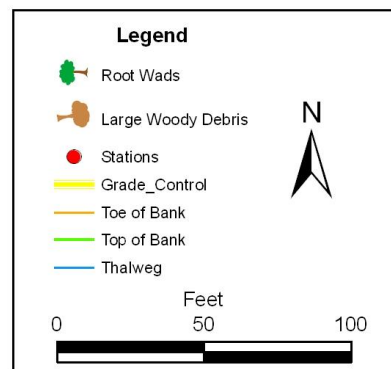 Legend
Root Wads
Large Woody Debris
Stations
Grade_Control
Toe of Bank
Top of Bank
Thalweg
N
Feet
0 50 100